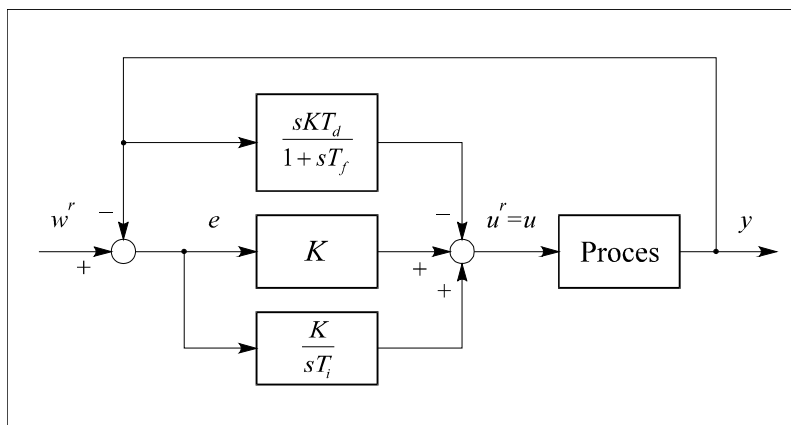 sKT_d
1 + sT_f
w^r
−
e
K
−
+
u^r=u
Proces
y
+
+
K
sT_i